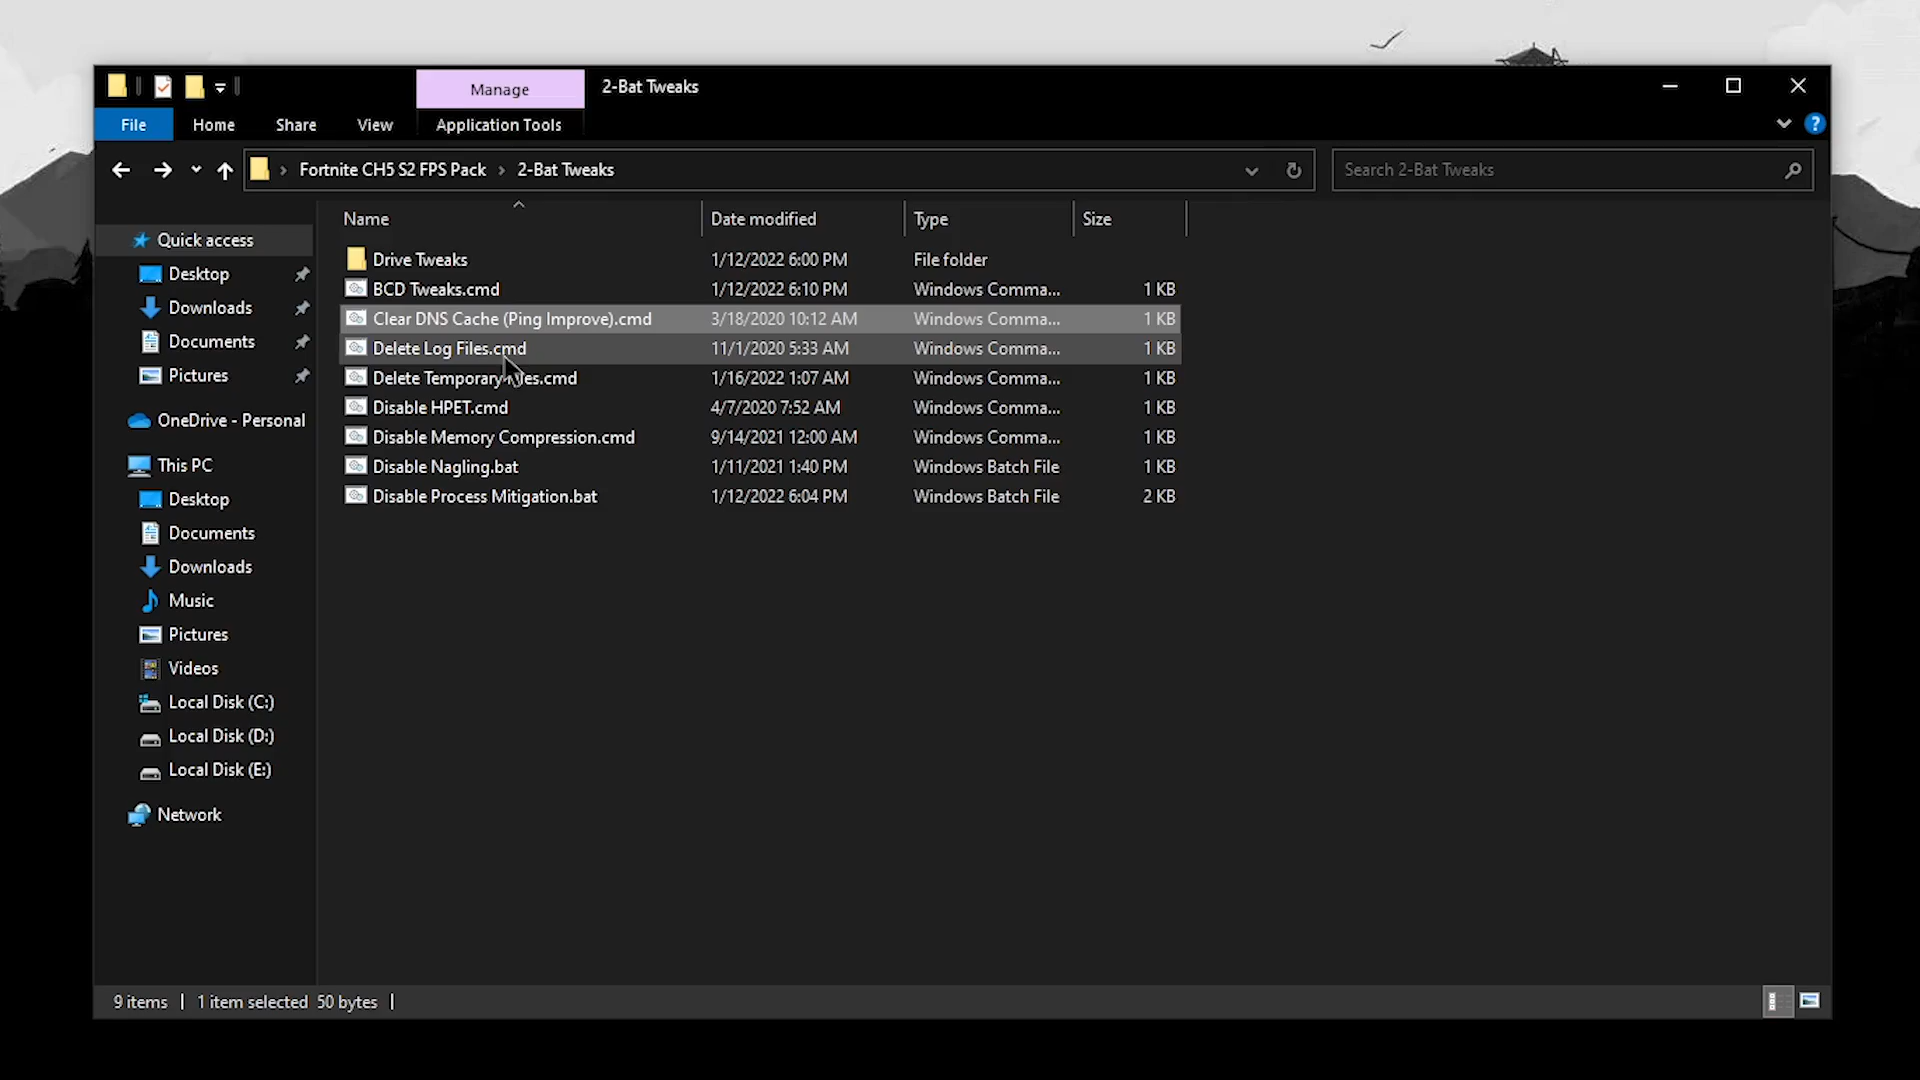 Manage
2-Bat Tweaks
File
Home
Share
View
Application Tools
?
Fortnite CH5 S2 FPS Pack > 2-Bat Tweaks
Search 2-Bat Tweaks
Name
Date modified
Type
Size
Drive Tweaks 1/12/2022 6:00 PM File folder
BCD Tweaks.cmd 1/12/2022 6:10 PM Windows Comma... 1 KB
Clear DNS Cache (Ping Improve).cmd 3/18/2020 10:12 AM Windows Comma... 1 KB
Delete Log Files.cmd 11/1/2020 5:33 AM Windows Comma... 1 KB
Delete Temporary Files.cmd 1/16/2022 1:07 AM Windows Comma... 1 KB
Disable HPET.cmd 4/7/2020 7:52 AM Windows Comma... 1 KB
Disable Memory Compression.cmd 9/14/2021 12:00 AM Windows Comma... 1 KB
Disable Nagling.bat 1/11/2021 1:40 PM Windows Batch File 1 KB
Disable Process Mitigation.bat 1/12/2022 6:04 PM Windows Batch File 2 KB
Quick access
Desktop
Downloads
Documents
Pictures
OneDrive - Personal
This PC
Desktop
Documents
Downloads
Music
Pictures
Videos
Local Disk (C:)
Local Disk (D:)
Local Disk (E:)
Network
9 items
1 item selected 50 bytes